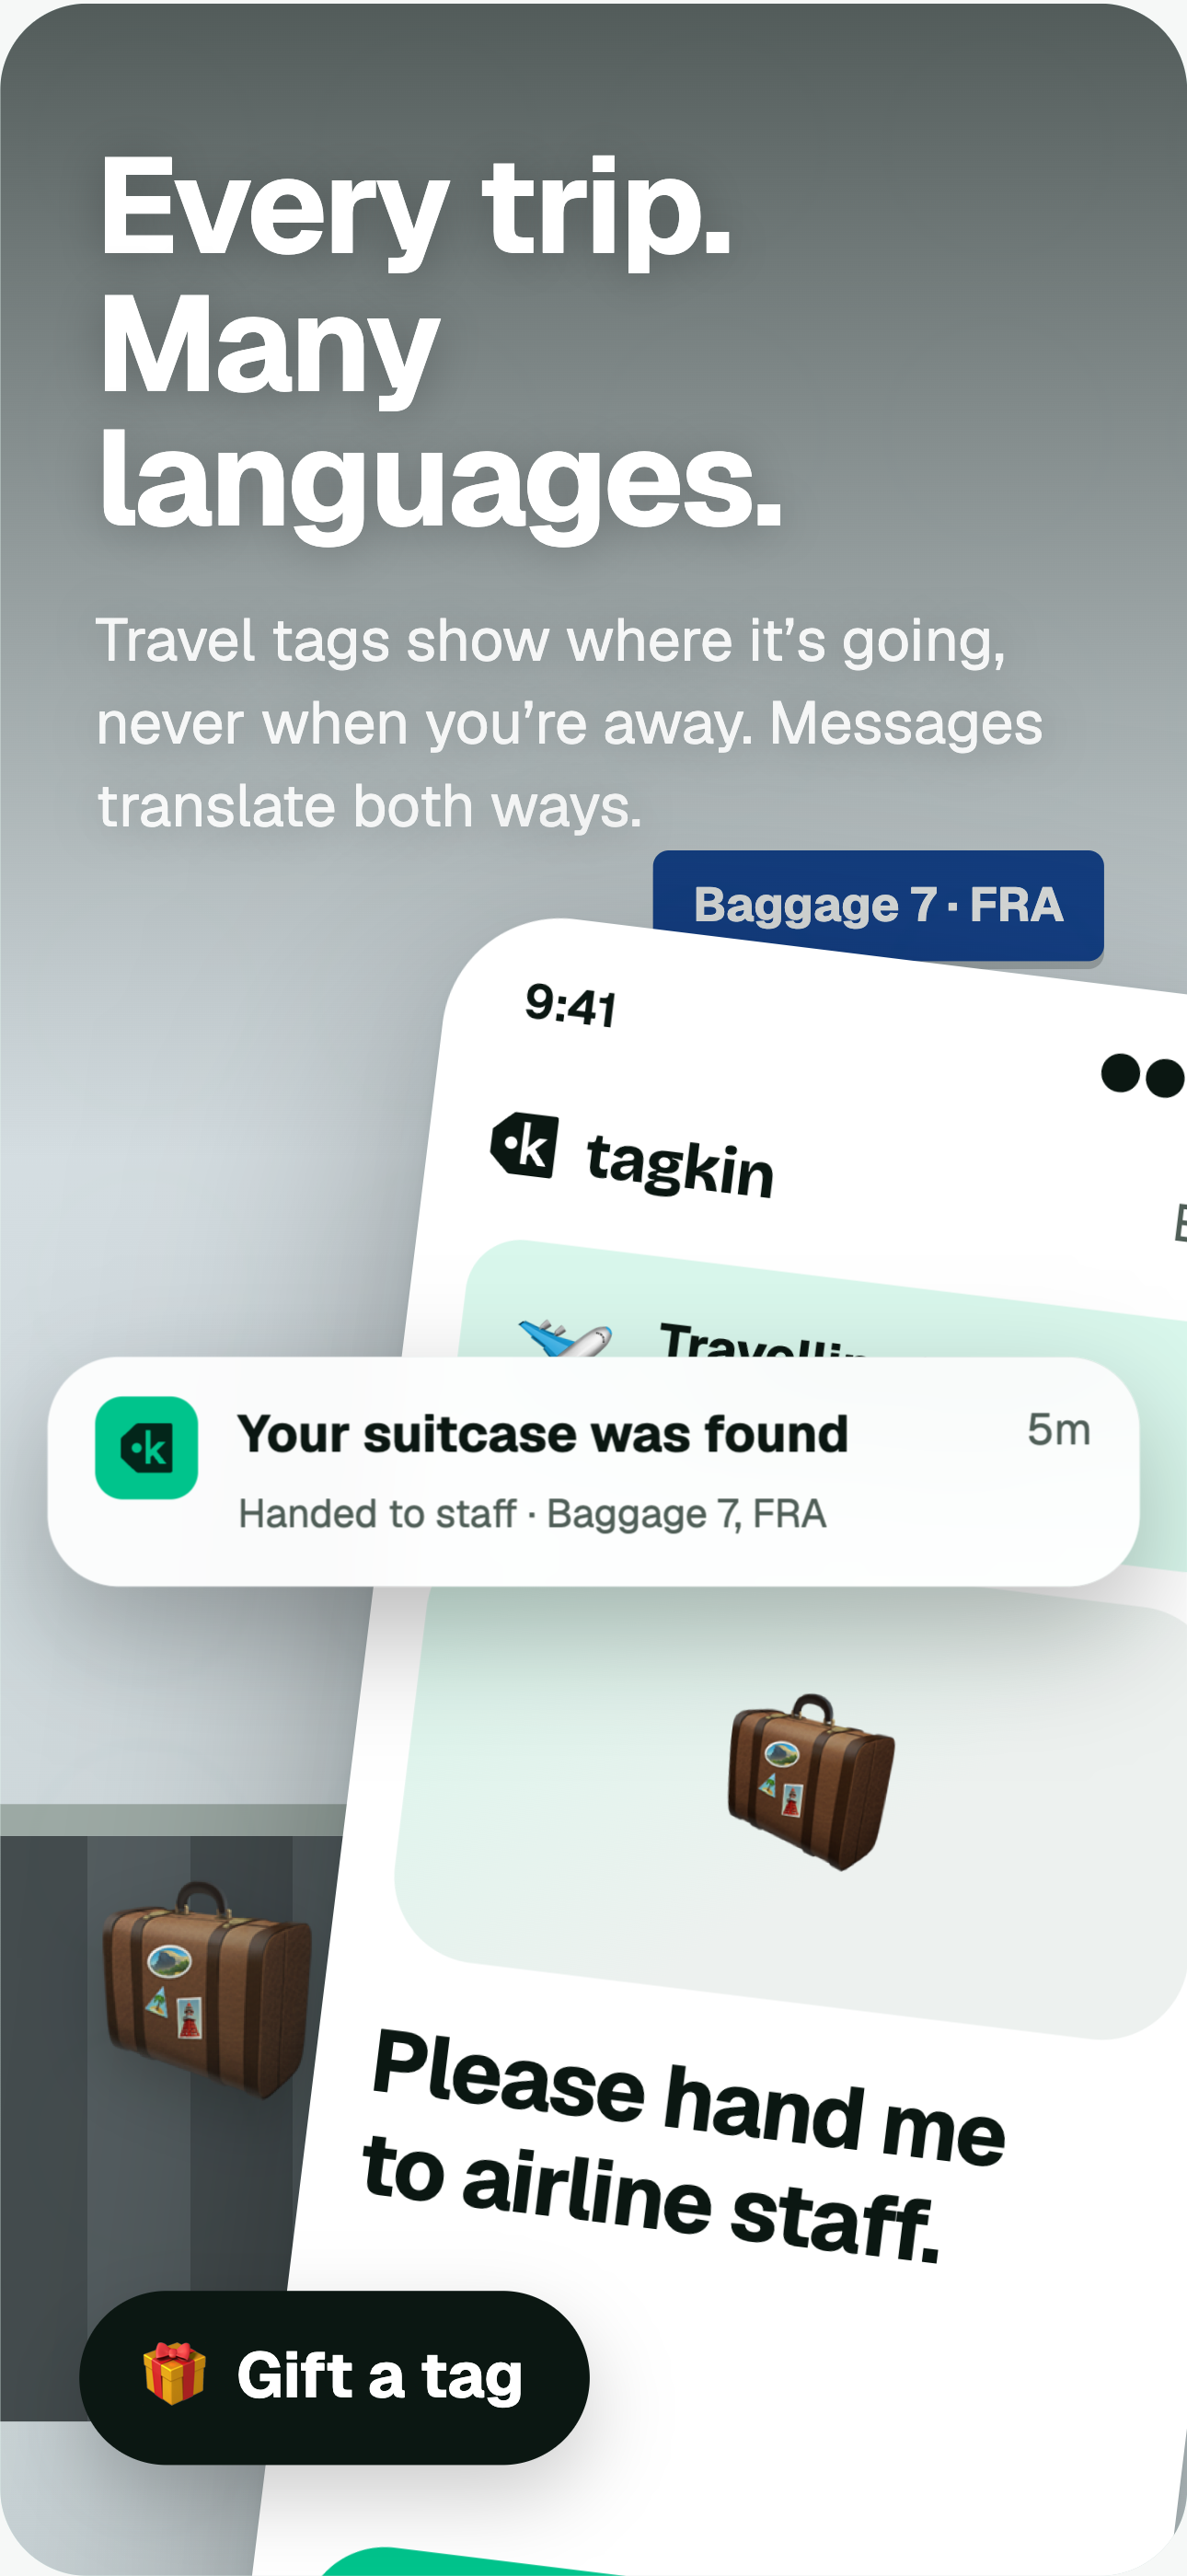 Every trip.
Many
languages.
Travel tags show where it’s going,
never when you’re away. Messages
translate both ways.
Baggage 7 · FRA
9:41
k tagkin
k Your suitcase was found 5m
Handed to staff · Baggage 7, FRA
Please hand me
to airline staff.
🎁 Gift a tag